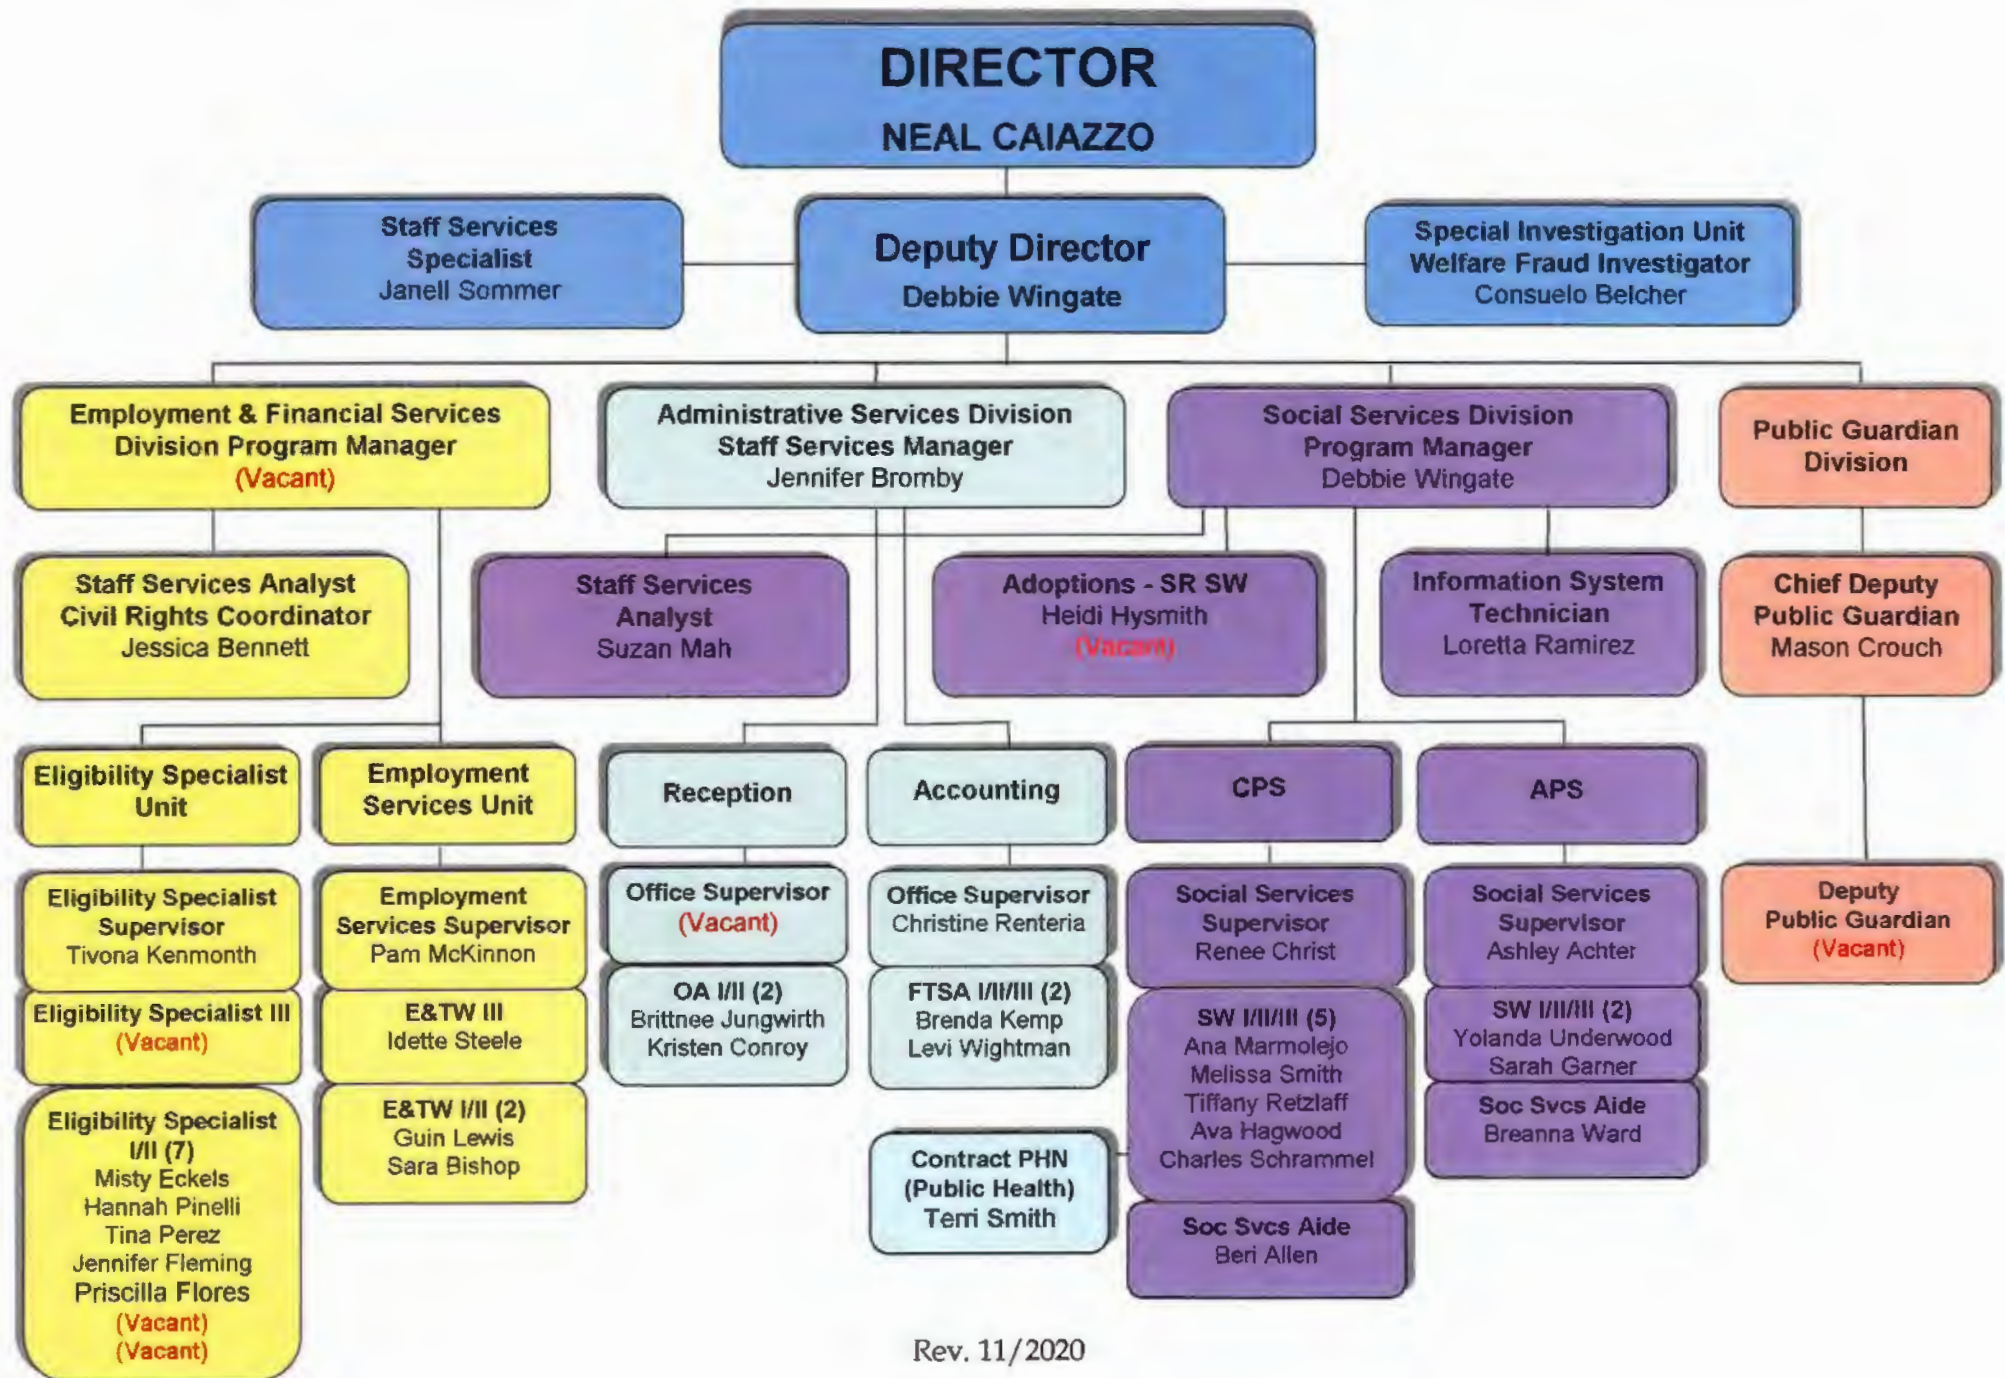 DIRECTOR
NEAL CAIAZZO
Staff Services
Specialist
Janell Sommer
Deputy Director
Debbie Wingate
Special Investigation Unit
Welfare Fraud Investigator
Consuelo Belcher
Employment & Financial Services
Division Program Manager
(Vacant)
Administrative Services Division
Staff Services Manager
Jennifer Bromby
Social Services Division
Program Manager
Debbie Wingate
Public Guardian
Division
Staff Services Analyst
Civil Rights Coordinator
Jessica Bennett
Staff Services
Analyst
Suzan Mah
Adoptions - SR SW
Heidi Hysmith
(Vacant)
Information System
Technician
Loretta Ramirez
Chief Deputy
Public Guardian
Mason Crouch
Eligibility Specialist
Unit
Employment
Services Unit
Reception
Accounting
CPS
APS
Eligibility Specialist
Supervisor
Tivona Kenmonth
Employment
Services Supervisor
Pam McKinnon
Office Supervisor
(Vacant)
Office Supervisor
Christine Renteria
Social Services
Supervisor
Renee Christ
Social Services
Supervisor
Ashley Achter
Deputy
Public Guardian
(Vacant)
Eligibility Specialist III
(Vacant)
E&TW III
Idette Steele
OA I/II (2)
Brittnee Jungwirth
Kristen Conroy
FTSA I/II/III (2)
Brenda Kemp
Levi Wightman
SW I/II/III (5)
Ana Marmolejo
Melissa Smith
Tiffany Retzlaff
Ava Hagwood
Charles Schrammel
SW I/II/III (2)
Yolanda Underwood
Sarah Garner
Eligibility Specialist
I/II (7)
Misty Eckels
Hannah Pinelli
Tina Perez
Jennifer Fleming
Priscilla Flores
(Vacant)
(Vacant)
E&TW I/II (2)
Guin Lewis
Sara Bishop
Contract PHN
(Public Health)
Terri Smith
Soc Svcs Aide
Beri Allen
Soc Svcs Aide
Breanna Ward
Rev. 11/2020